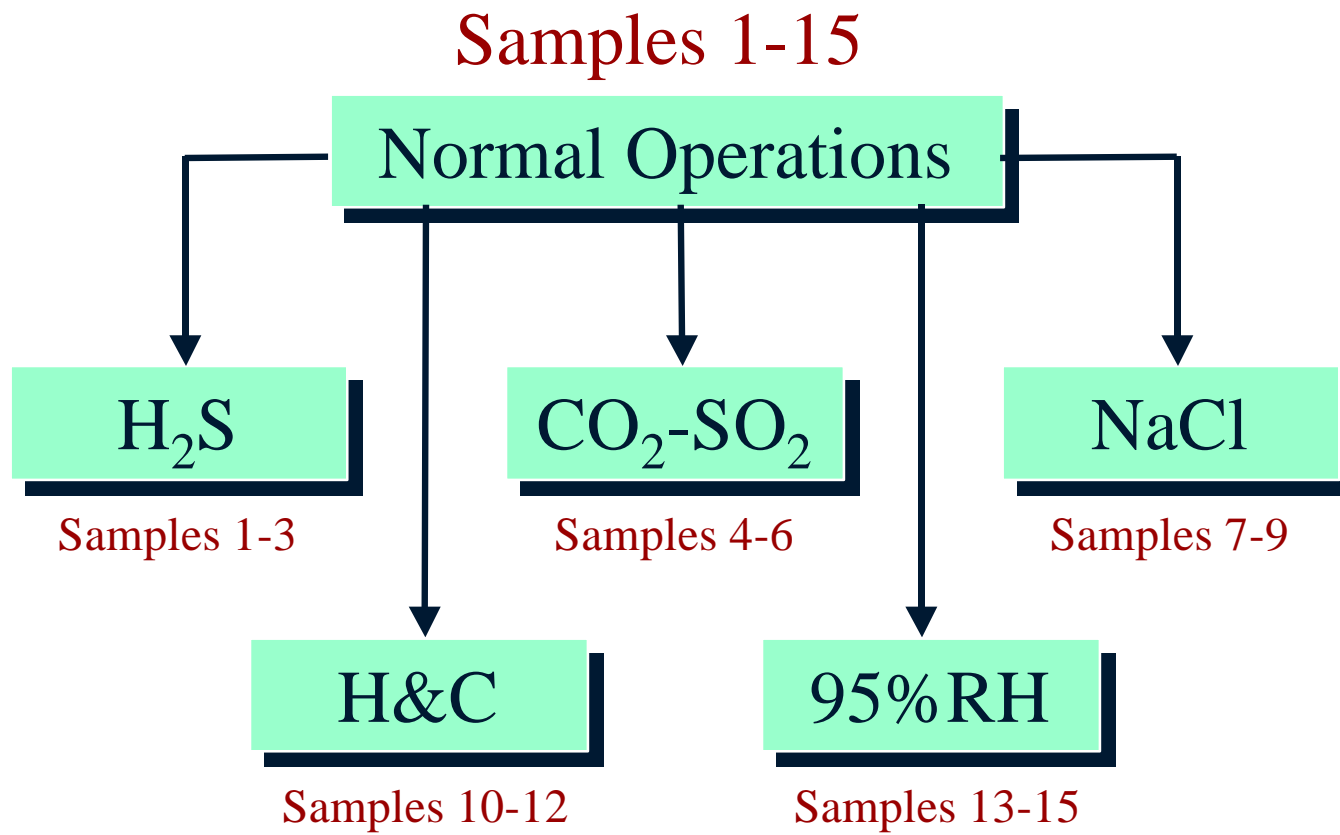 Samples 1-15
Normal Operations
H₂S
CO₂-SO₂
NaCl
Samples 1-3
Samples 4-6
Samples 7-9
H&C
95%RH
Samples 10-12
Samples 13-15